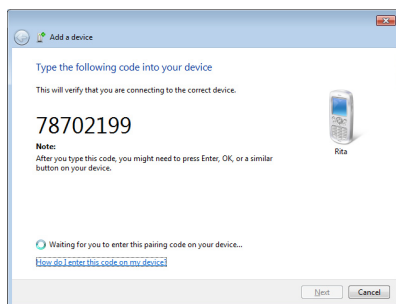 Add a device
Type the following code into your device
This will verify that you are connecting to the correct device.
78702199
Note:
After you type this code, you might need to press Enter, OK, or a similar
button on your device.
Rita
Waiting for you to enter this pairing code on your device...
How do I enter this code on my device?
Next
Cancel